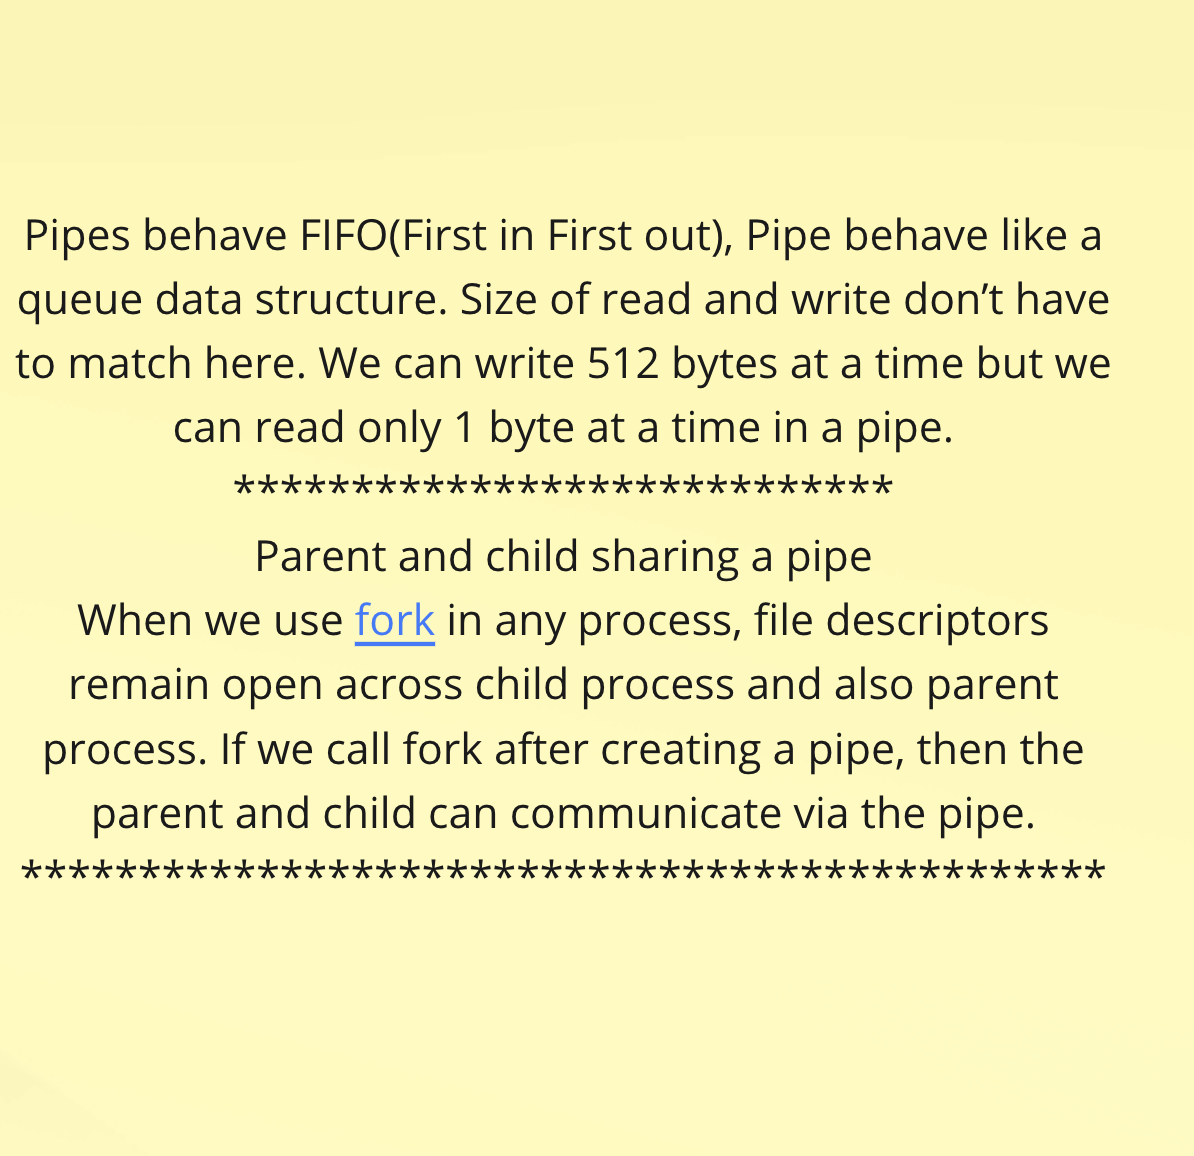 Pipes behave FIFO(First in First out), Pipe behave like a
queue data structure. Size of read and write don’t have
to match here. We can write 512 bytes at a time but we
can read only 1 byte at a time in a pipe.
****************************
Parent and child sharing a pipe
When we use fork in any process, file descriptors
remain open across child process and also parent
process. If we call fork after creating a pipe, then the
parent and child can communicate via the pipe.
**********************************************